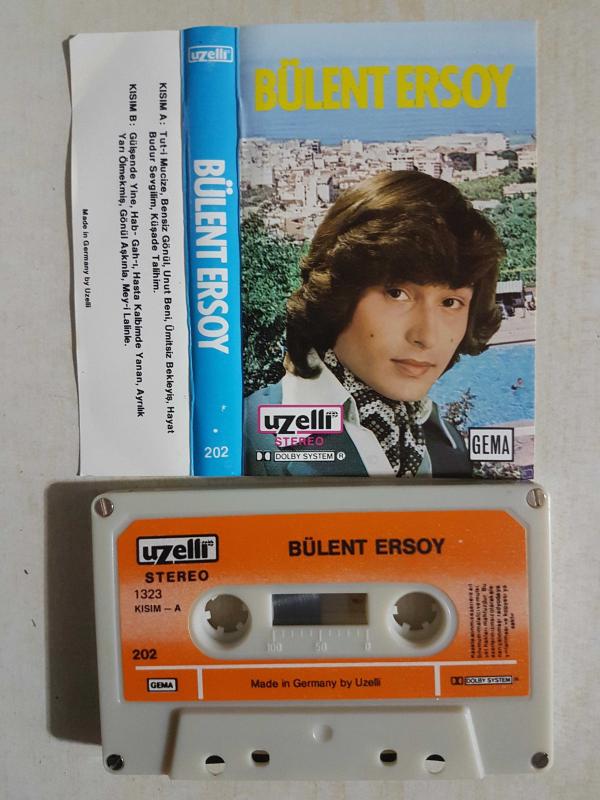 uzelli
BÜLENT ERSOY
202
KISIM A: Tut-i Mucize, Bensiz Gönül, Unut Beni, Ümitsiz Bekleyiş, Hayat
Budur Sevgilim, Küşade Talihim.
KISIM B: Gülşende Yine, Hab- Gah-ı, Hasta Kalbimde Yanan, Ayrılık
Yarı Ölmekmiş, Gönül Aşkınla, Mey-i Lalinle.
Made in Germany by Uzelli
BÜLENT ERSOY
uzelli
STEREO
DOLBY SYSTEM ®
GEMA
uzelli
STEREO
BÜLENT ERSOY
1323
KISIM – A
100 50 0
202
GEMA
Made in Germany by Uzelli
DOLBY SYSTEM ®